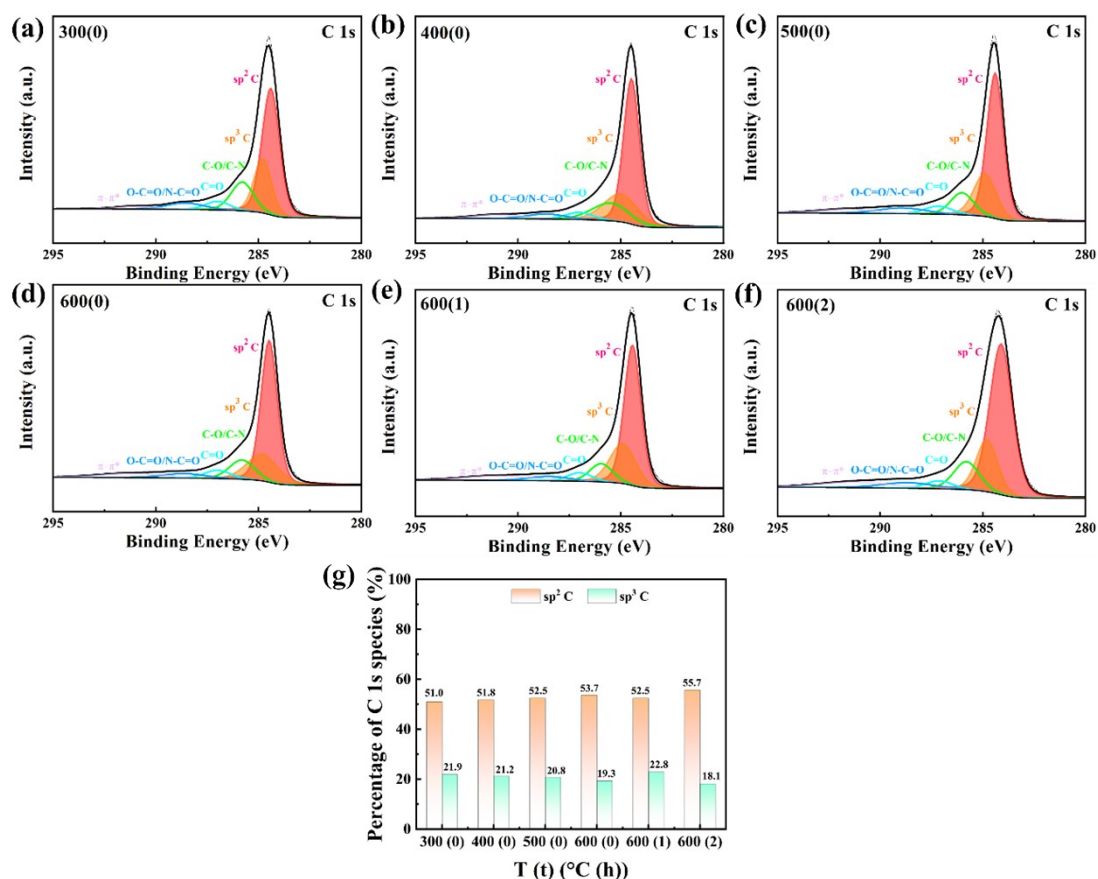 (a)
300(0)
C 1s
sp² C
sp³ C
C-O/C-N
C=O
O-C=O/N-C=O
π-π*
Intensity (a.u.)
295 290 285 280
Binding Energy (eV)
(b)
400(0)
C 1s
sp² C
sp³ C
C-O/C-N
C=O
O-C=O/N-C=O
π-π*
Intensity (a.u.)
295 290 285 280
Binding Energy (eV)
(c)
500(0)
C 1s
sp² C
sp³ C
C-O/C-N
C=O
O-C=O/N-C=O
π-π*
Intensity (a.u.)
295 290 285 280
Binding Energy (eV)
(d)
600(0)
C 1s
sp² C
sp³ C
C-O/C-N
C=O
O-C=O/N-C=O
π-π*
Intensity (a.u.)
295 290 285 280
Binding Energy (eV)
(e)
600(1)
C 1s
sp² C
sp³ C
C-O/C-N
C=O
O-C=O/N-C=O
π-π*
Intensity (a.u.)
295 290 285 280
Binding Energy (eV)
(f)
600(2)
C 1s
sp² C
sp³ C
C-O/C-N
C=O
O-C=O/N-C=O
π-π*
Intensity (a.u.)
295 290 285 280
Binding Energy (eV)
(g)
Percentage of C 1s species (%)
100
80
60
40
20
0
sp² C sp³ C
51.0 51.8 52.5 53.7 52.5 55.7
21.9 21.2 20.8 19.3 22.8 18.1
300 (0) 400 (0) 500 (0) 600 (0) 600 (1) 600 (2)
T (t) (°C (h))